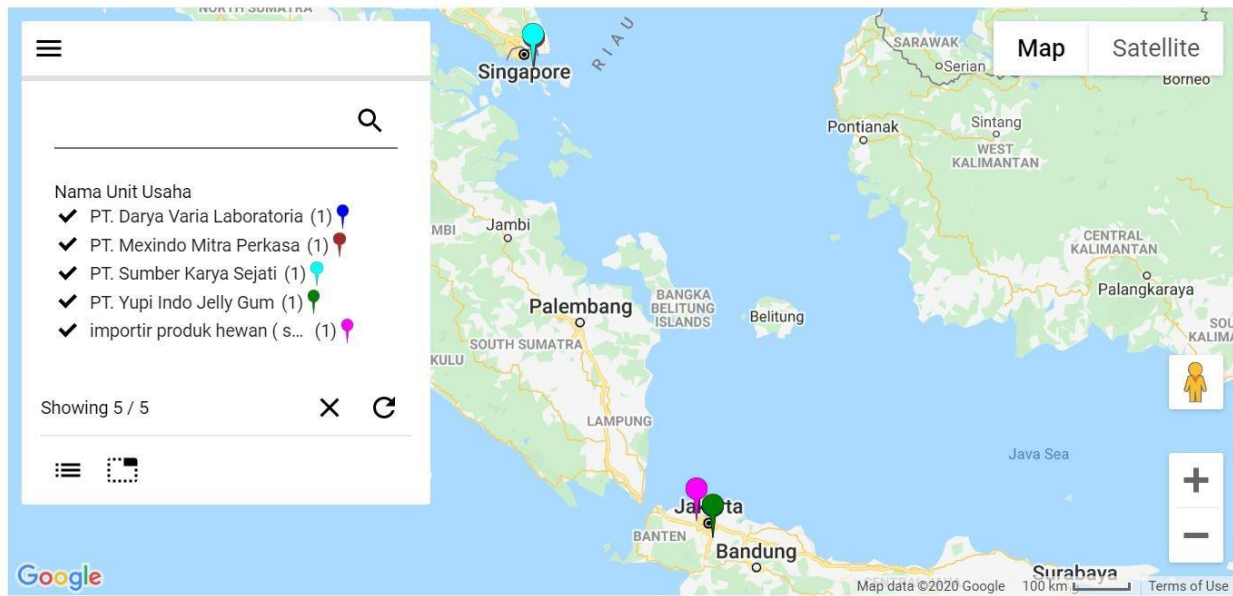 NORTH SUMATRA
Map Satellite
Nama Unit Usaha
PT. Darya Varia Laboratoria (1)
PT. Mexindo Mitra Perkasa (1)
PT. Sumber Karya Sejati (1)
PT. Yupi Indo Jelly Gum (1)
importir produk hewan ( s... (1)
Showing 5 / 5
Singapore
RIAU
SARAWAK
Serian
Borneo
Pontianak
Sintang
WEST
KALIMANTAN
MBI
Jambi
CENTRAL
KALIMANTAN
Palangkaraya
Palembang
BANGKA
BELITUNG
ISLANDS
Belitung
SOUTH SUMATRA
SOU
KALIMA
KULU
LAMPUNG
Java Sea
Jakarta
BANTEN
Bandung
Surabaya
Google
Map data ©2020 Google 100 km Terms of Use